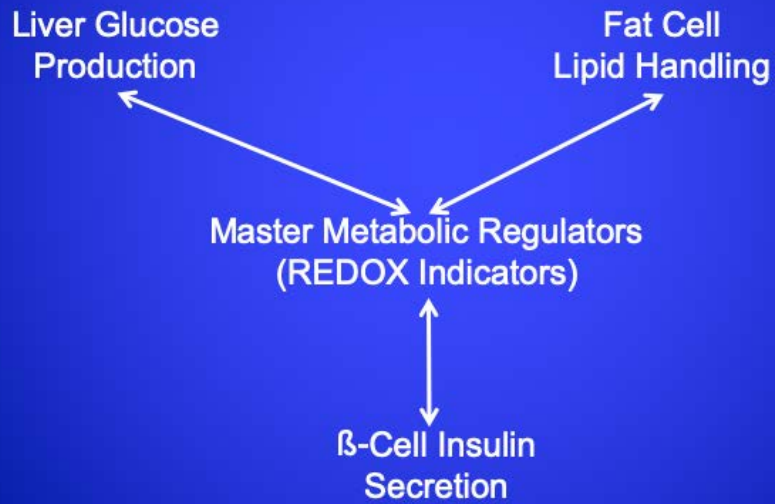 Liver Glucose
Production
Fat Cell
Lipid Handling
Master Metabolic Regulators
(REDOX Indicators)
ß-Cell Insulin
Secretion